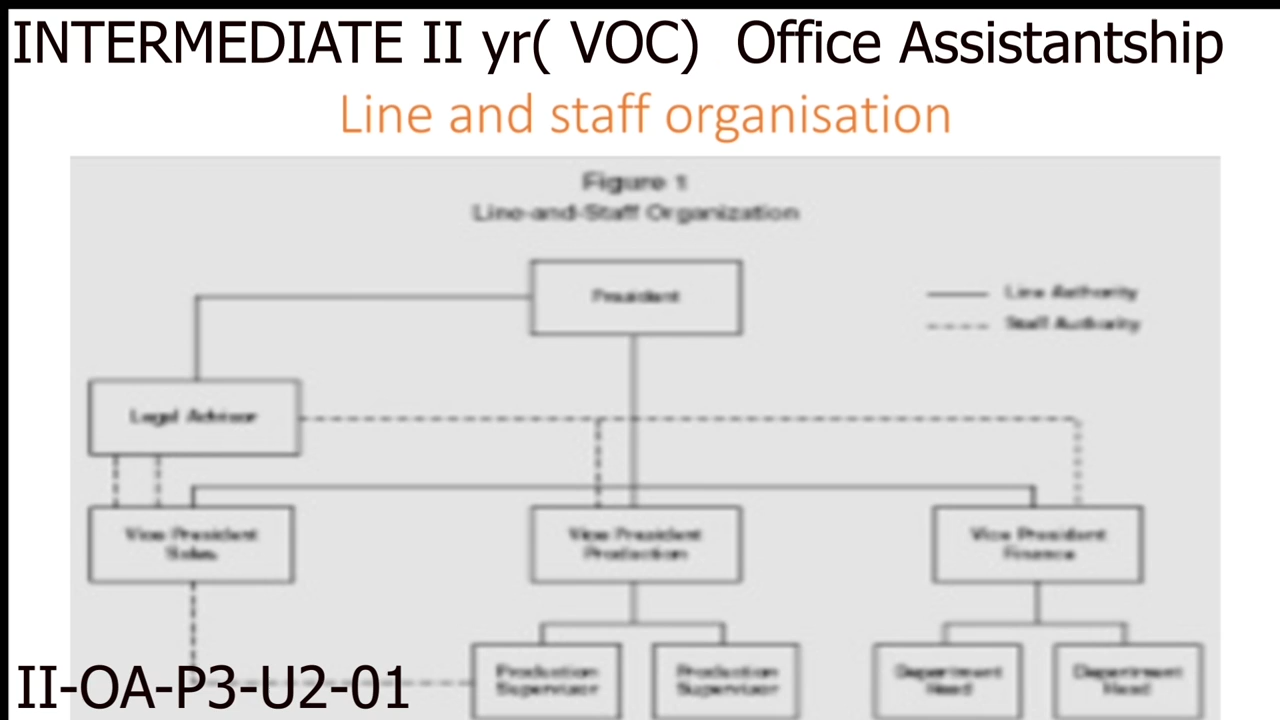 INTERMEDIATE II yr( VOC) Office Assistantship
Line and staff organisation
Figure 1
Line-and-Staff Organization
President
Line Authority
Staff Authority
Legal Advisor
Vice President
Sales
Vice President
Production
Vice President
Finance
Production
Supervisor
Production
Supervisor
Department
Head
Department
Head
II-OA-P3-U2-01